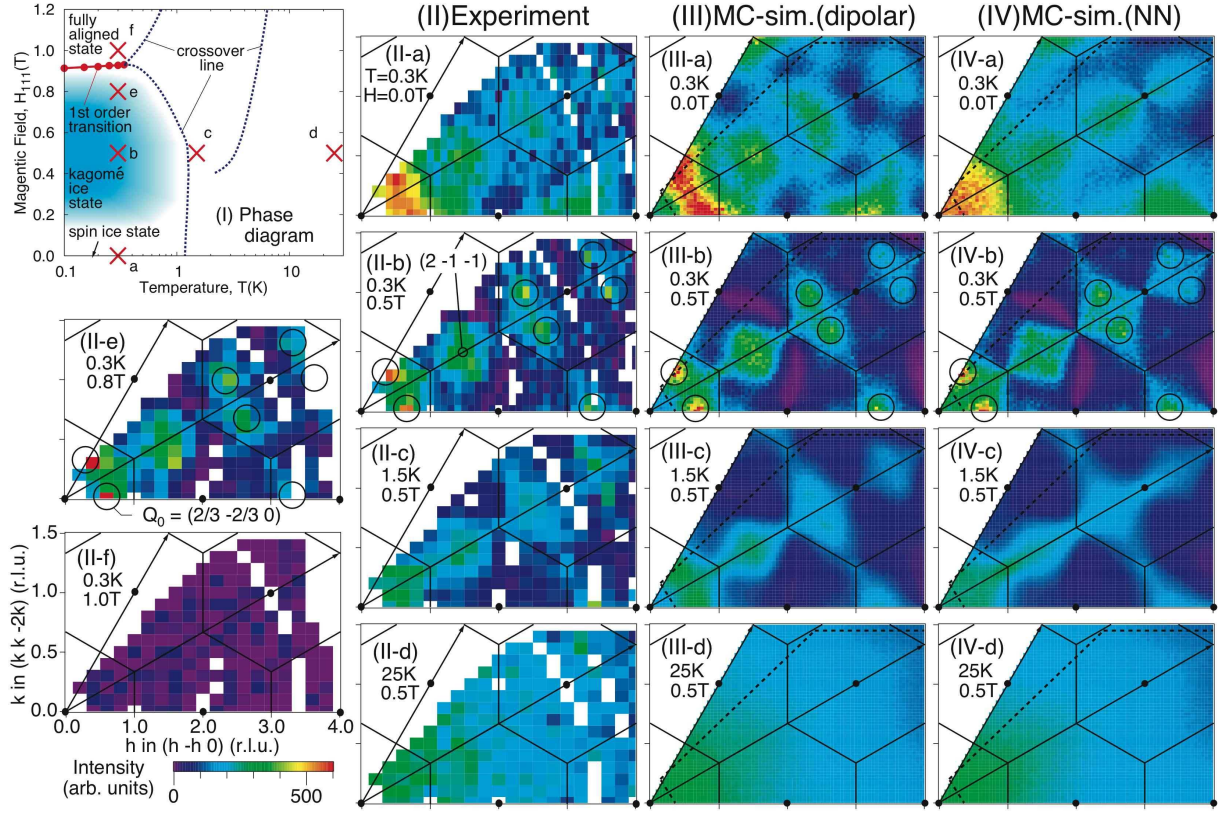 (II)Experiment
(III)MC-sim.(dipolar)
(IV)MC-sim.(NN)
Magentic Field, H111(T)
1.2
1.0
0.8
0.6
0.4
0.2
0.0
fully
aligned
state
f
crossover
line
e
1st order
transition
c
d
b
kagomé
ice
state
(I) Phase
diagram
spin ice state
a
0.1
1
10
Temperature, T(K)
(II-a)
T=0.3K
H=0.0T
(III-a)
0.3K
0.0T
(IV-a)
0.3K
0.0T
(II-b)
0.3K
0.5T
(2 -1 -1)
(III-b)
0.3K
0.5T
(IV-b)
0.3K
0.5T
(II-e)
0.3K
0.8T
Q0 = (2/3 -2/3 0)
(II-c)
1.5K
0.5T
(III-c)
1.5K
0.5T
(IV-c)
1.5K
0.5T
k in (k k -2k) (r.l.u.)
1.5
1.0
0.5
0.0
(II-f)
0.3K
1.0T
0.0
1.0
2.0
3.0
4.0
h in (h -h 0) (r.l.u.)
(II-d)
25K
0.5T
(III-d)
25K
0.5T
(IV-d)
25K
0.5T
Intensity
(arb. units)
0
500